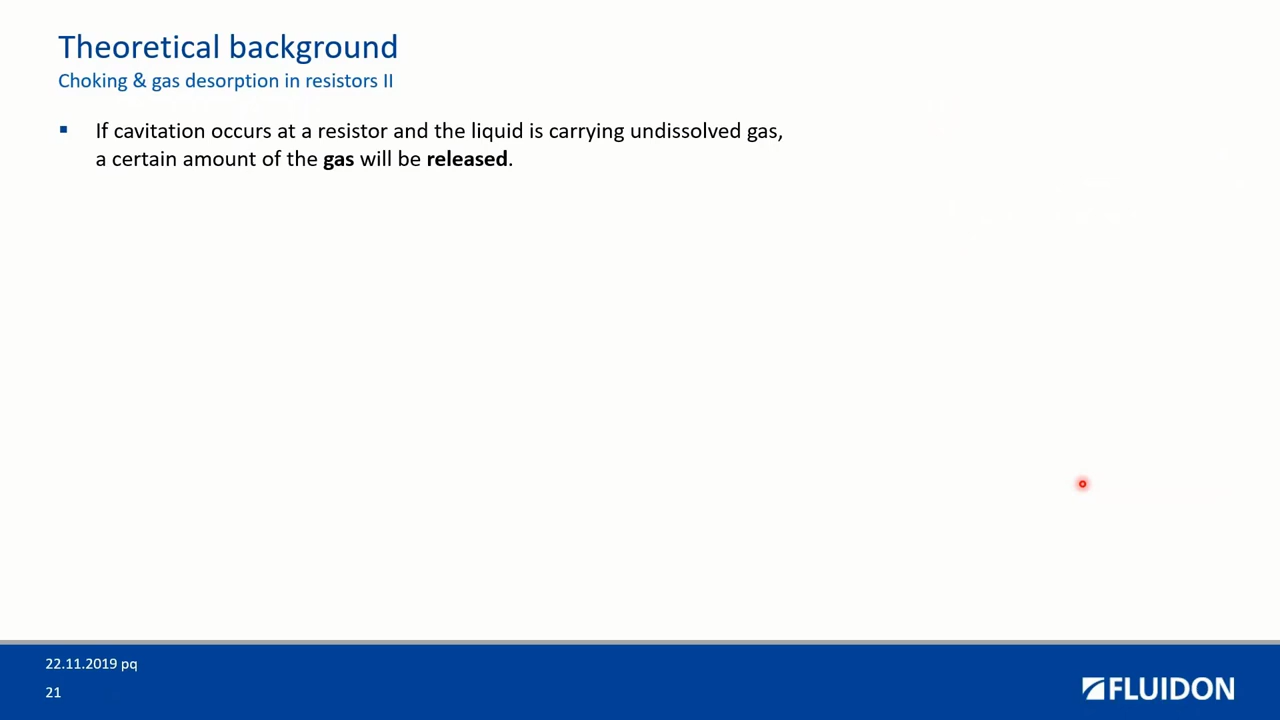 Theoretical background
Choking & gas desorption in resistors II
▪ If cavitation occurs at a resistor and the liquid is carrying undissolved gas,
a certain amount of the gas will be released.
22.11.2019 pq
21
FLUIDON